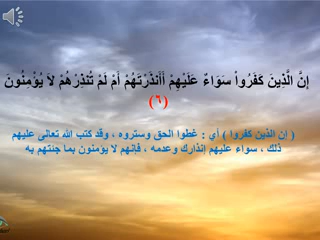 إِنَّ الَّذِينَ كَفَرُواْ سَوَاءٌ عَلَيْهِمْ أَأَنذَرْتَهُمْ أَمْ لَمْ تُنذِرْهُمْ لاَ يُؤْمِنُونَ
(٦)
( إن الذين كفروا ) أي : غطوا الحق وستروه ، وقد كتب الله تعالى عليهم
ذلك ، سواء عليهم إنذارك وعدمه ، فإنهم لا يؤمنون بما جئتهم به